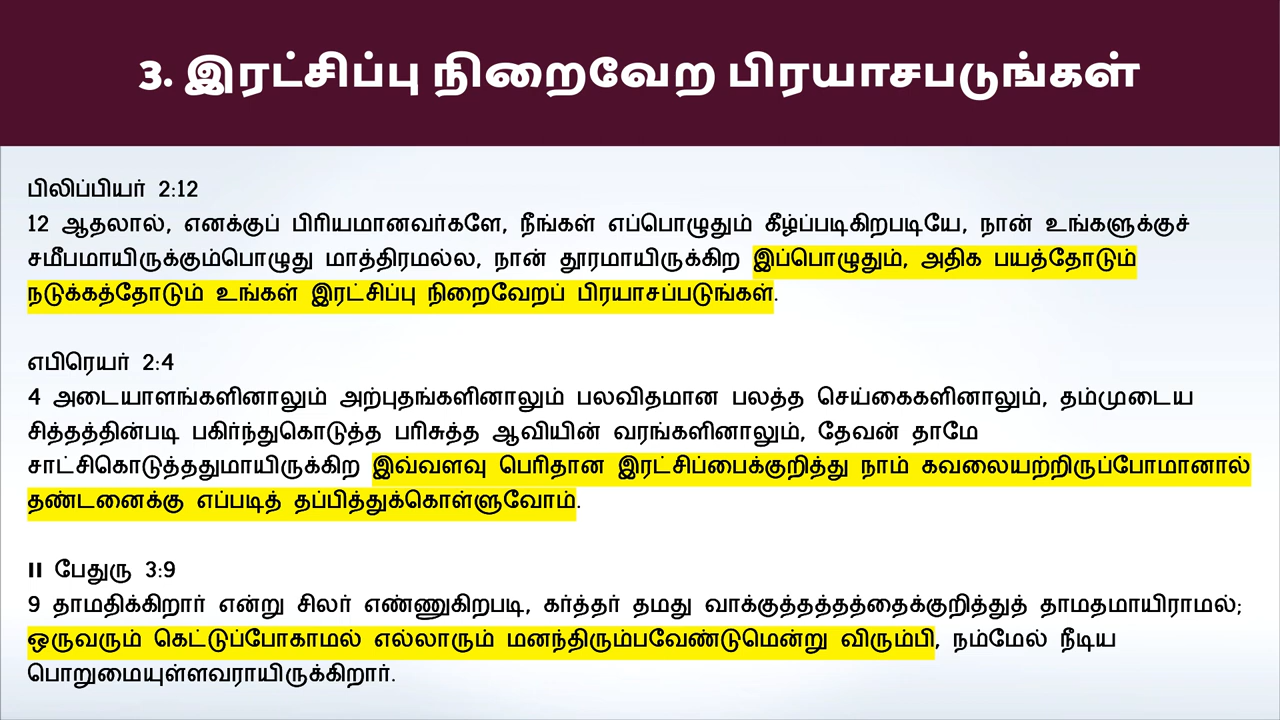 3. இரட்சிப்பு நிறைவேற பிரயாசபடுங்கள்
பிலிப்பியர் 2:12
12 ஆதலால், எனக்குப் பிரியமானவர்களே, நீங்கள் எப்பொழுதும் கீழ்ப்படிகிறபடியே, நான் உங்களுக்குச்
சமீபமாயிருக்கும்பொழுது மாத்திரமல்ல, நான் தூரமாயிருக்கிற இப்பொழுதும், அதிக பயத்தோடும்
நடுக்கத்தோடும் உங்கள் இரட்சிப்பு நிறைவேறப் பிரயாசப்படுங்கள்.
எபிரெயர் 2:4
4 அடையாளங்களினாலும் அற்புதங்களினாலும் பலவிதமான பலத்த செய்கைகளினாலும், தம்முடைய
சித்தத்தின்படி பகிர்ந்துகொடுத்த பரிசுத்த ஆவியின் வரங்களினாலும், தேவன் தாமே
சாட்சிகொடுத்ததுமாயிருக்கிற இவ்வளவு பெரிதான இரட்சிப்பைக்குறித்து நாம் கவலையற்றிருப்போமானால்
தண்டனைக்கு எப்படித் தப்பித்துக்கொள்ளுவோம்.
II பேதுரு 3:9
9 தாமதிக்கிறார் என்று சிலர் எண்ணுகிறபடி, கர்த்தர் தமது வாக்குத்தத்தத்தைக்குறித்துத் தாமதமாயிராமல்;
ஒருவரும் கெட்டுப்போகாமல் எல்லாரும் மனந்திரும்பவேண்டுமென்று விரும்பி, நம்மேல் நீடிய
பொறுமையுள்ளவராயிருக்கிறார்.